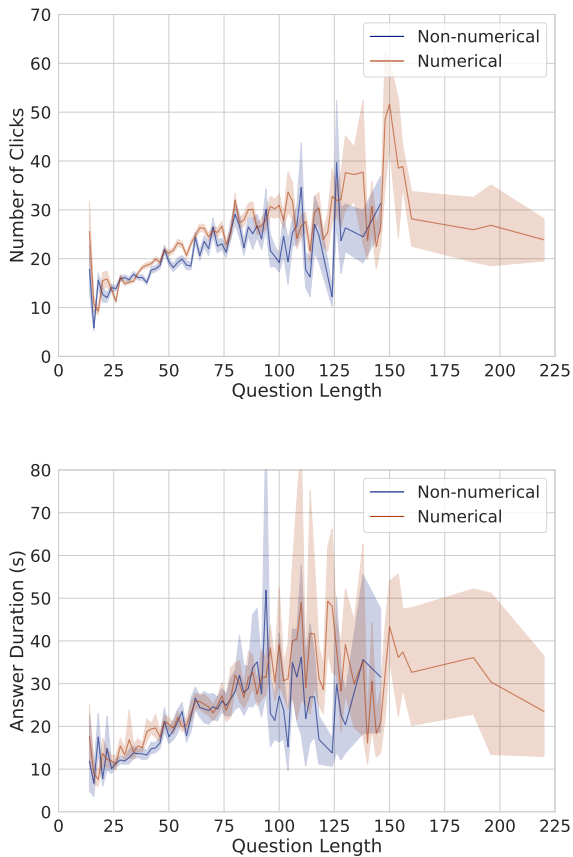 70
60
50
40
30
20
10
0
Number of Clicks
Non-numerical
Numerical
0 25 50 75 100 125 150 175 200 225
Question Length
80
70
60
50
40
30
20
10
0
Answer Duration (s)
Non-numerical
Numerical
0 25 50 75 100 125 150 175 200 225
Question Length